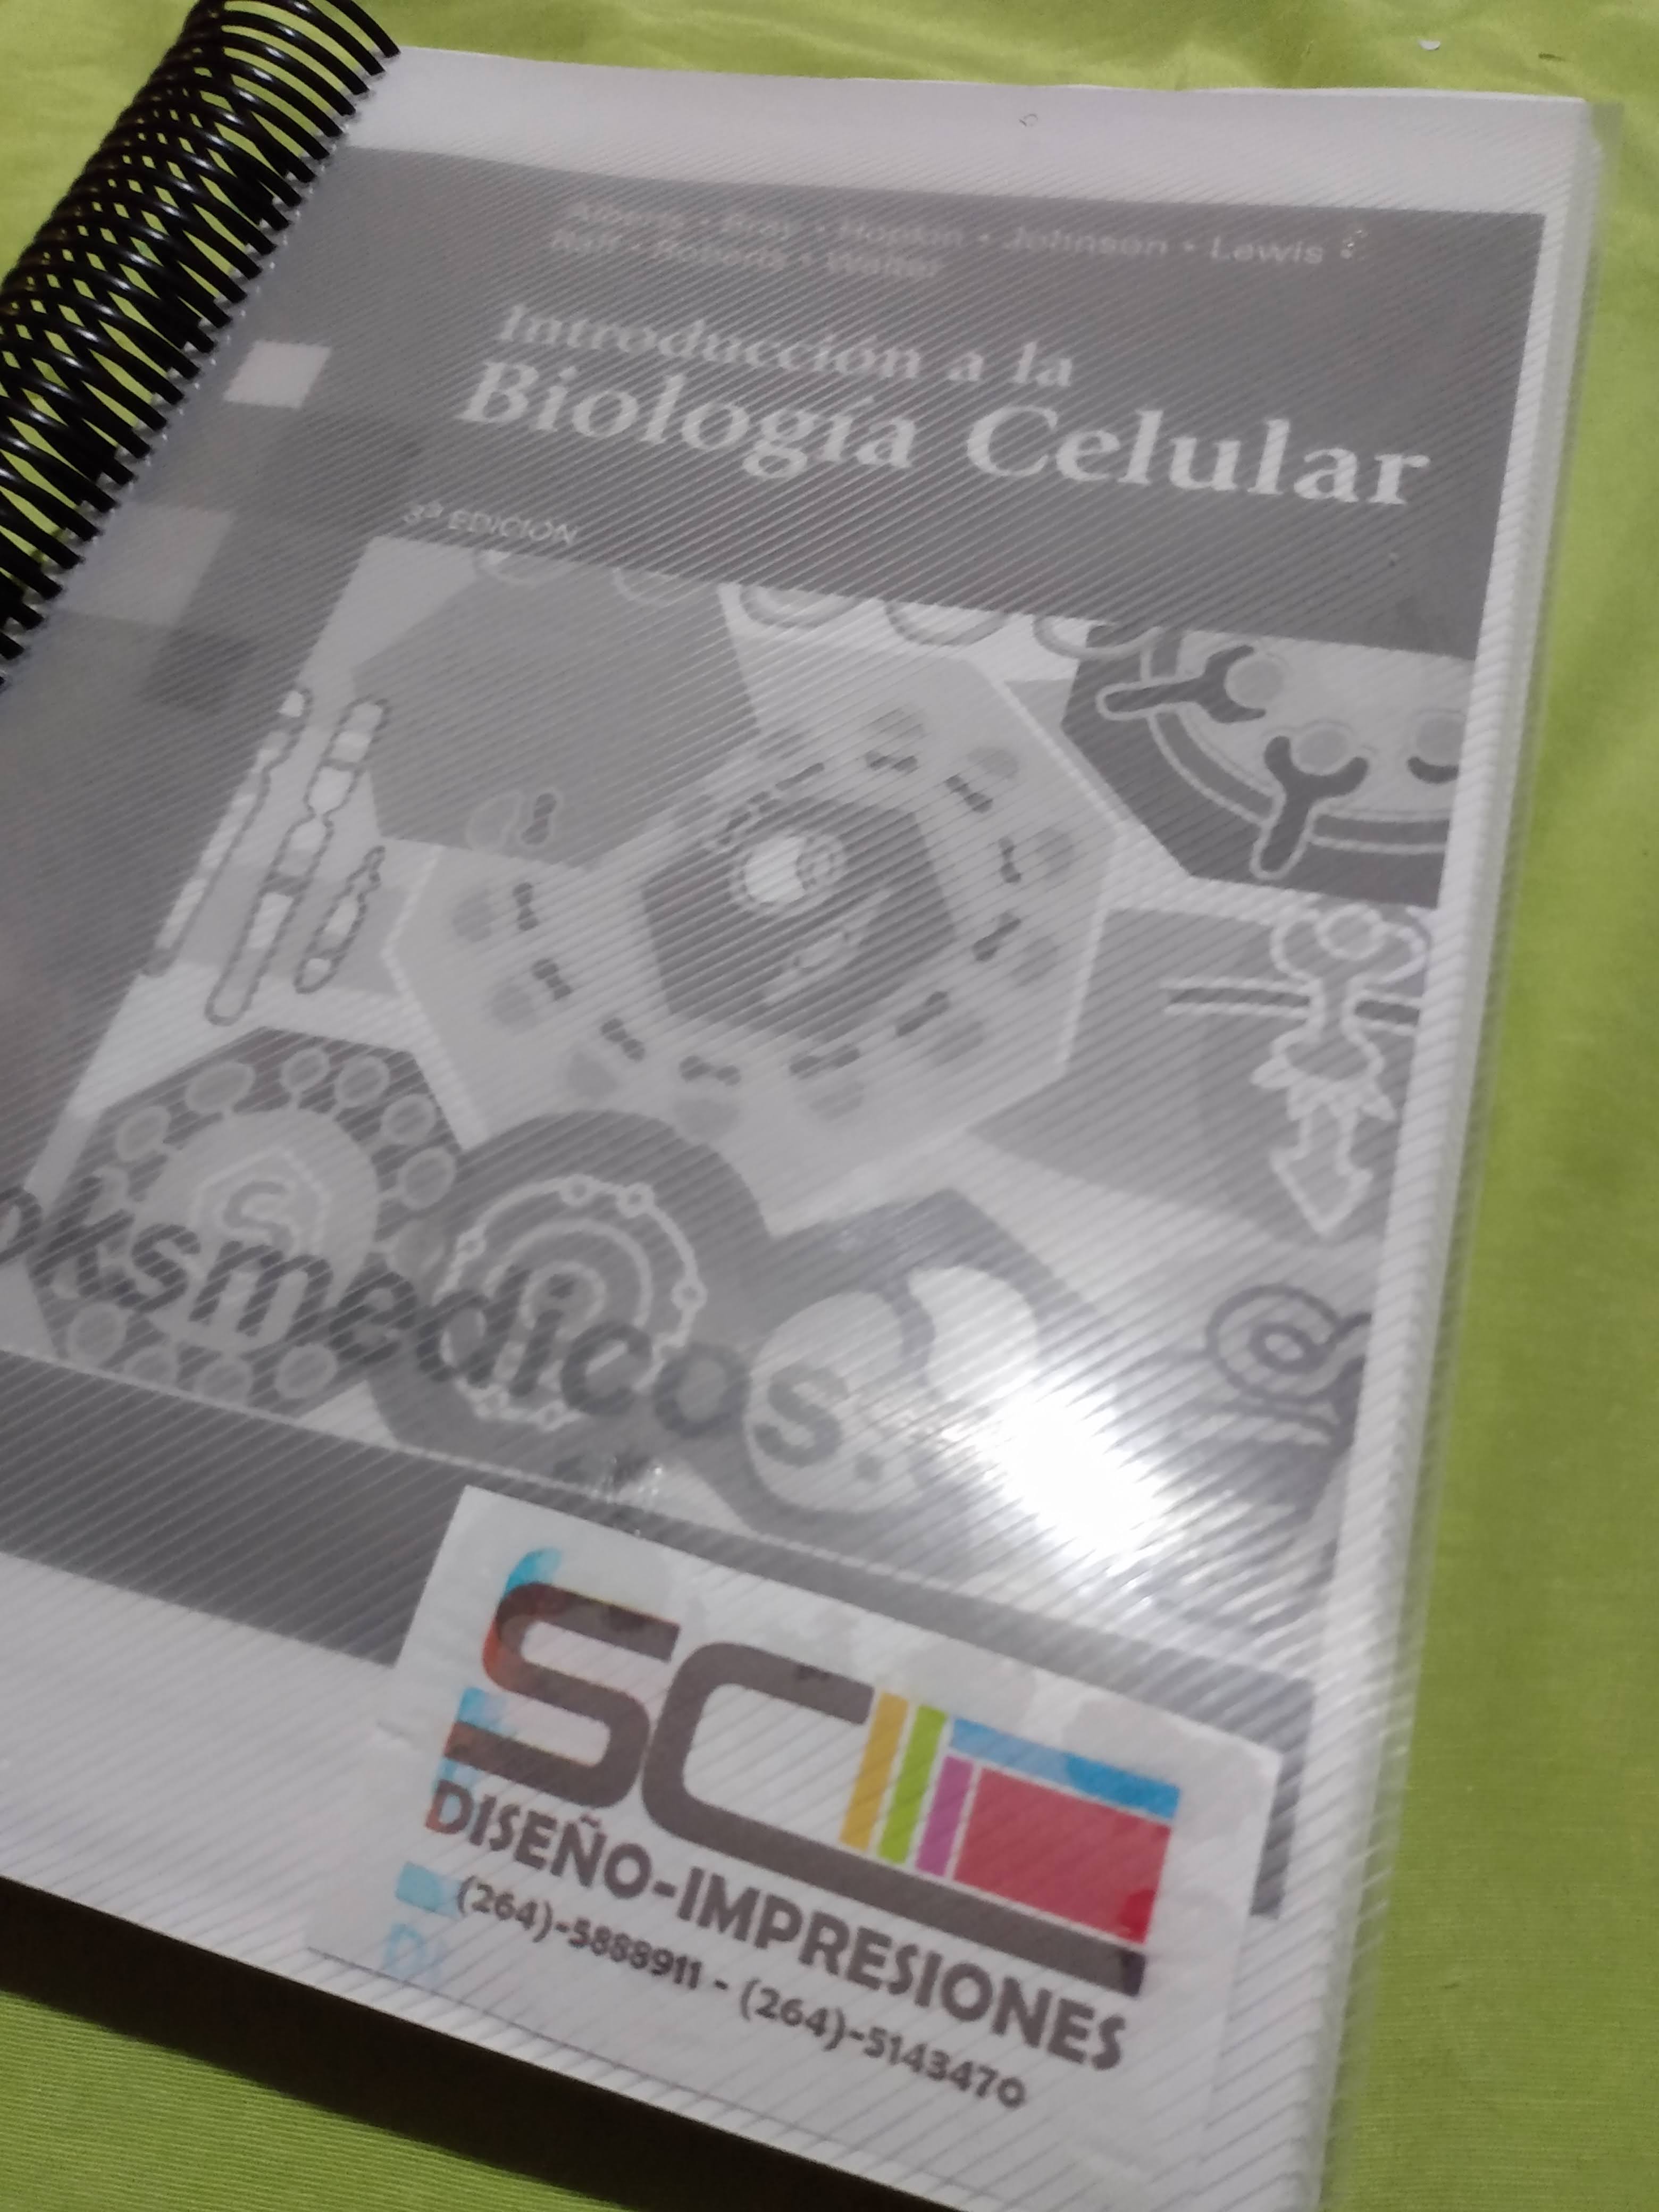 Alberts • Bray • Hopkin • Johnson • Lewis
Raff • Roberts • Walter
Introducción a la
Biología Celular
3ª EDICIÓN
oksmedicos.
SC
DISEÑO-IMPRESIONES
(264)-5888911 - (264)-5143470